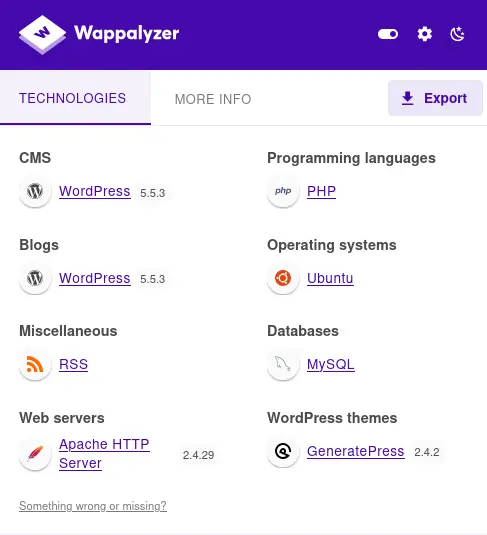 Wappalyzer
TECHNOLOGIES
MORE INFO
Export
CMS
WordPress 5.5.3
Blogs
WordPress 5.5.3
Miscellaneous
RSS
Web servers
Apache HTTP
Server 2.4.29
Programming languages
php PHP
Operating systems
Ubuntu
Databases
MySQL
WordPress themes
GeneratePress 2.4.2
Something wrong or missing?